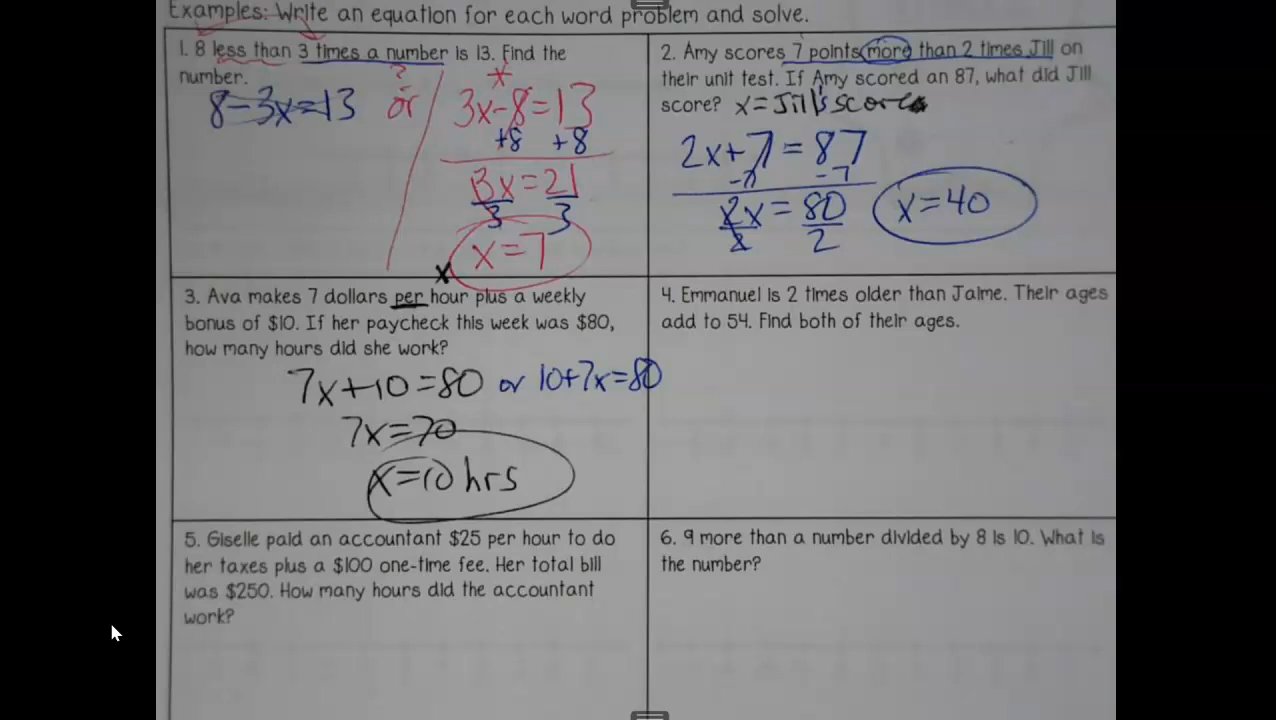 Examples: Write an equation for each word problem and solve.
1. 8 less than 3 times a number is 13. Find the
number.
?
x
8-3x=13
or
3x-8=13
+8 +8
3x=21
3 3
x=7
x
2. Amy scores 7 points more than 2 times Jill on
their unit test. If Amy scored an 87, what did Jill
score? x=Jill's score
2x+7=87
-7 -7
2x=80
2 2
x=40
3. Ava makes 7 dollars per hour plus a weekly
bonus of $10. If her paycheck this week was $80,
how many hours did she work?
7x+10=80 or 10+7x=80
7x=70
x=10 hrs
4. Emmanuel is 2 times older than Jaime. Their ages
add to 54. Find both of their ages.
5. Giselle paid an accountant $25 per hour to do
her taxes plus a $100 one-time fee. Her total bill
was $250. How many hours did the accountant
work?
6. 9 more than a number divided by 8 is 10. What is
the number?